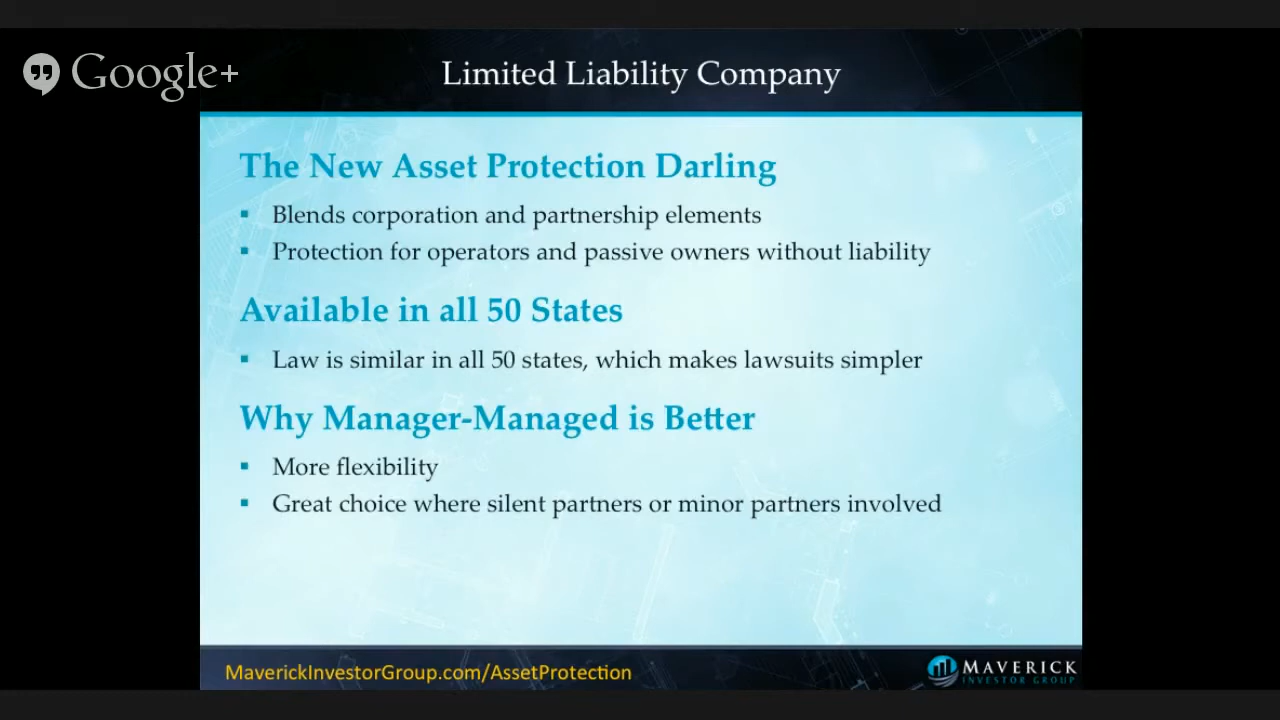 Google+
Limited Liability Company
The New Asset Protection Darling
Blends corporation and partnership elements
Protection for operators and passive owners without liability
Available in all 50 States
Law is similar in all 50 states, which makes lawsuits simpler
Why Manager-Managed is Better
More flexibility
Great choice where silent partners or minor partners involved
MaverickInvestorGroup.com/AssetProtection
MAVERICK
INVESTOR GROUP